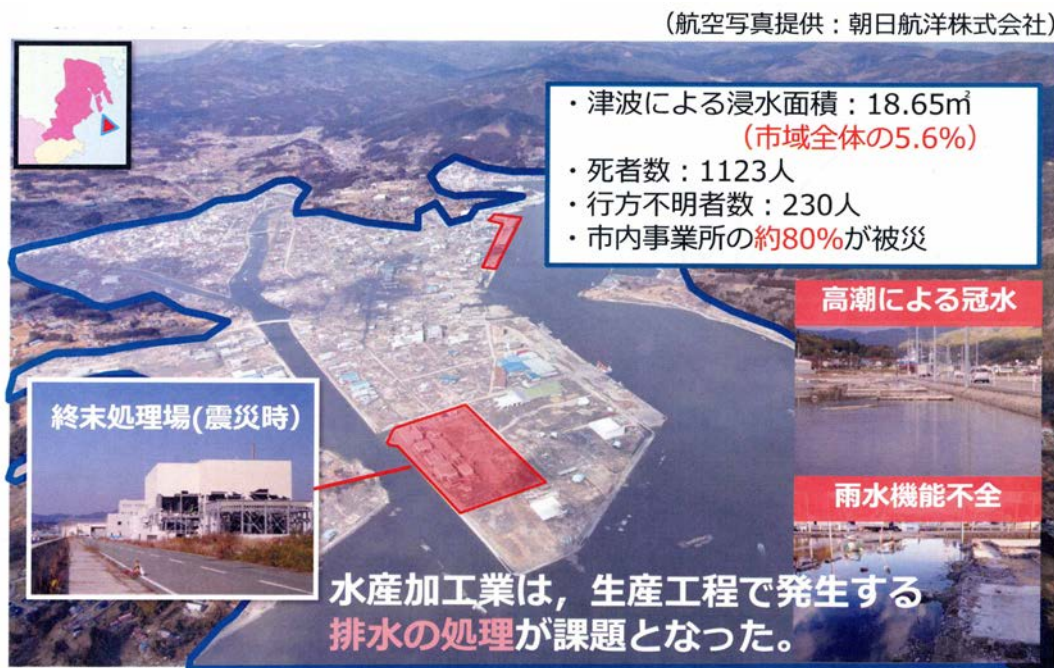 (航空写真提供：朝日航洋株式会社)
・津波による浸水面積：18.65㎡
(市域全体の5.6%)
・死者数：1123人
・行方不明者数：230人
・市内事業所の約80%が被災
高潮による冠水
終末処理場(震災時)
雨水機能不全
水産加工業は，生産工程で発生する
排水の処理が課題となった。